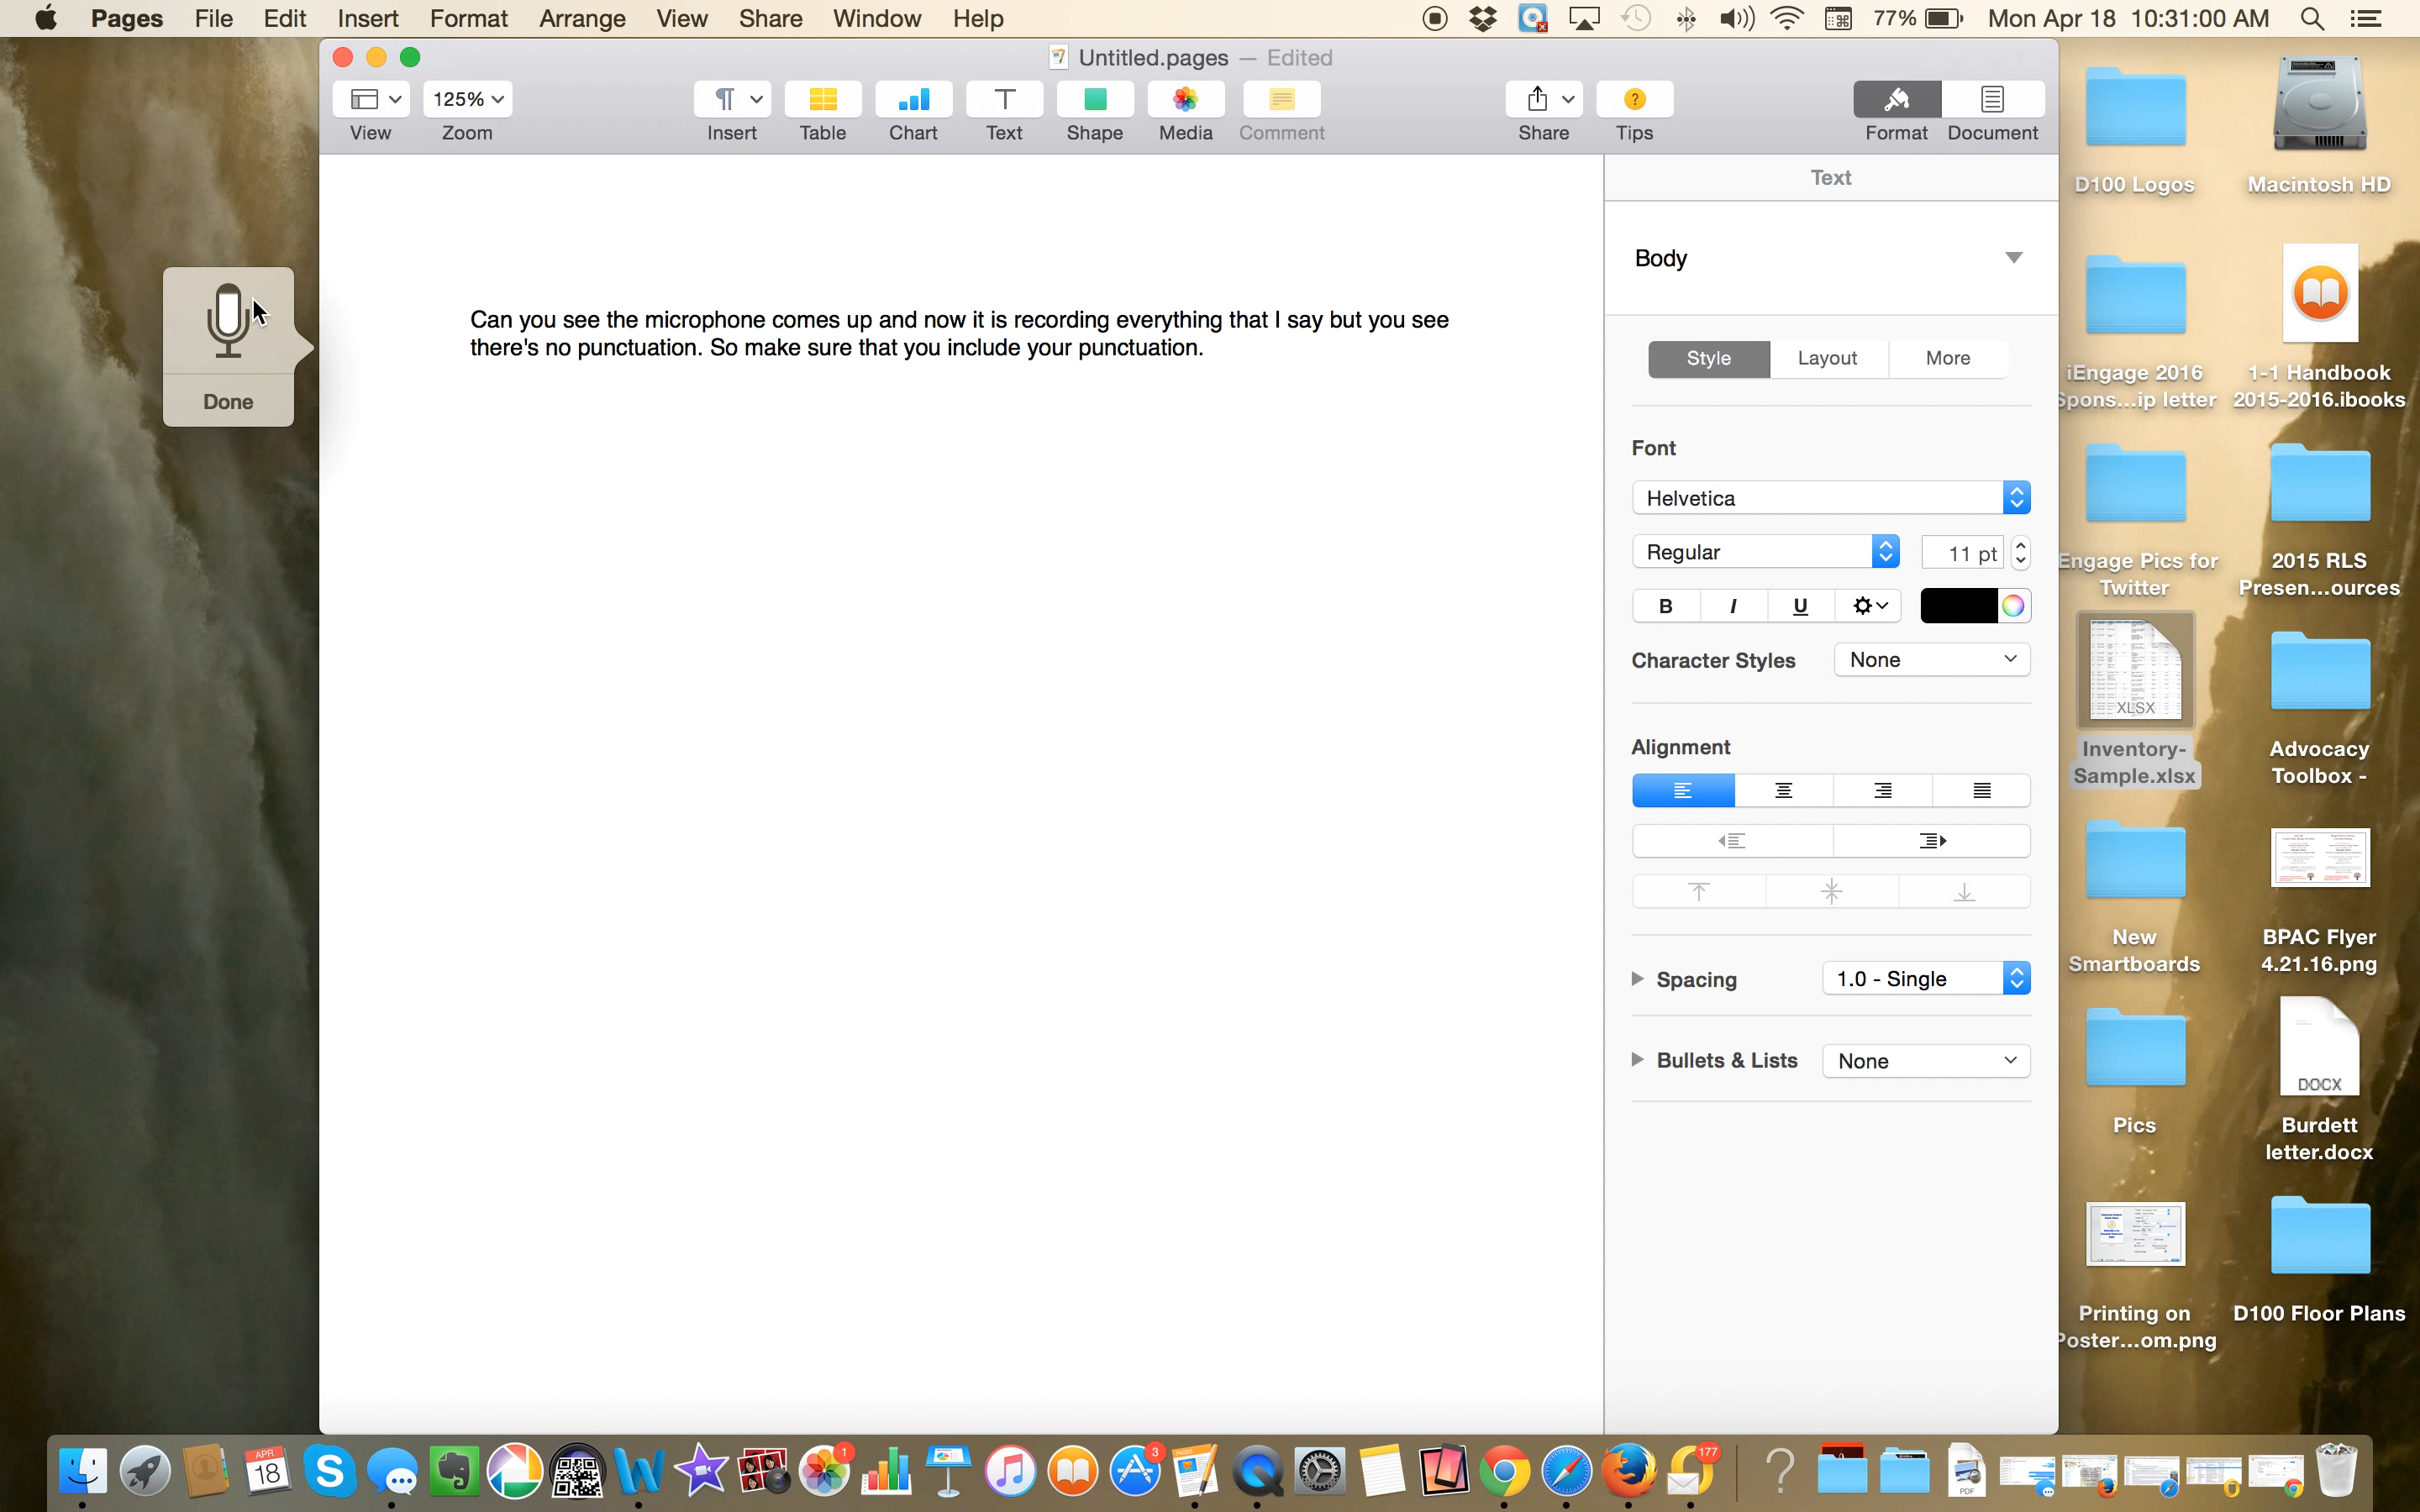 Pages File Edit Insert Format Arrange View Share Window Help 77% Mon Apr 18 10:31:00 AM
Untitled.pages — Edited
125%
View Zoom Insert Table Chart Text Shape Media Comment Share Tips Format Document
Text
Body
Can you see the microphone comes up and now it is recording everything that I say but you see
there's no punctuation. So make sure that you include your punctuation.
Done
Style Layout More
Font
Helvetica
Regular 11 pt
B I U
Character Styles None
Alignment
Spacing 1.0 - Single
Bullets & Lists None
D100 Logos
Macintosh HD
iEngage 2016
Spons...ip letter
1-1 Handbook
2015-2016.ibooks
Engage Pics for
Twitter
2015 RLS
Presen...ources
XLSX
Inventory-
Sample.xlsx
Advocacy
Toolbox -
New
Smartboards
BPAC Flyer
4.21.16.png
Pics
DOCX
Burdett
letter.docx
Printing on
Poster...om.png
D100 Floor Plans
APR
18
1
3
PAGES
177
PDF